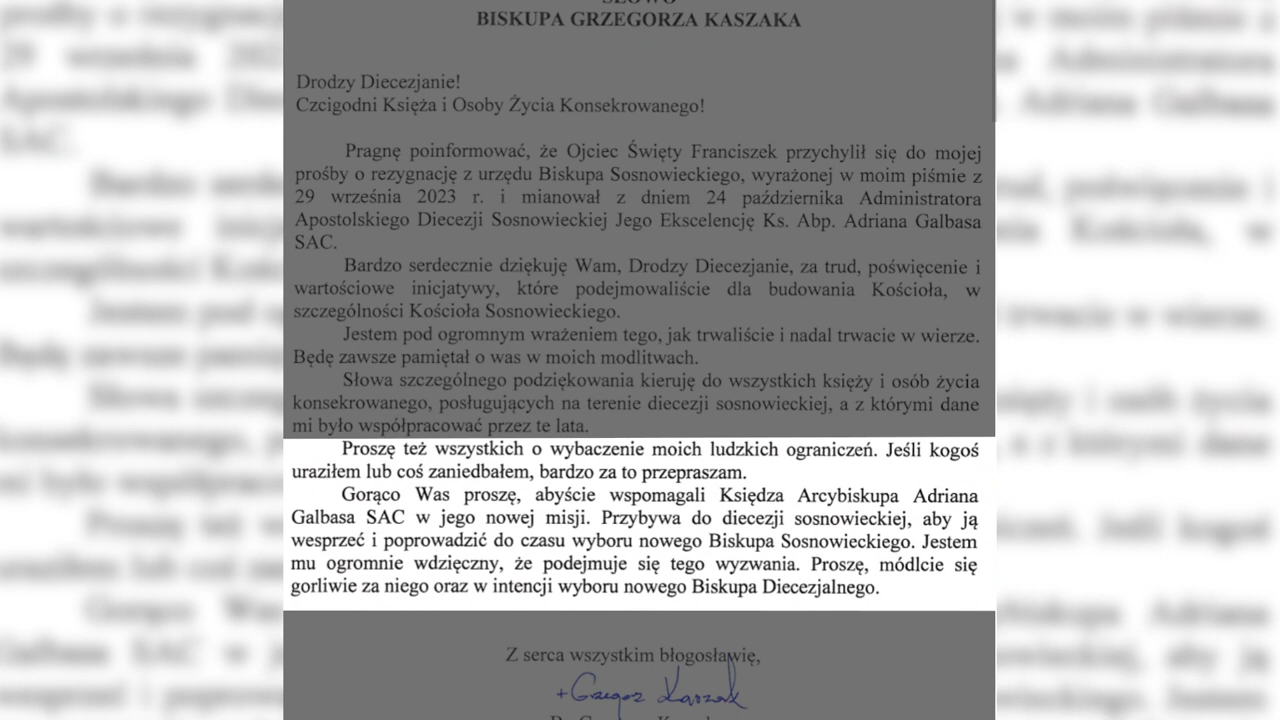 SŁOWO
BISKUPA GRZEGORZA KASZAKA
Drodzy Diecezjanie!
Czcigodni Księża i Osoby Życia Konsekrowanego!
Pragnę poinformować, że Ojciec Święty Franciszek przychylił się do mojej
prośby o rezygnację z urzędu Biskupa Sosnowieckiego, wyrażonej w moim piśmie z
29 września 2023 r. i mianował z dniem 24 października Administratora
Apostolskiego Diecezji Sosnowieckiej Jego Ekscelencję Ks. Abp. Adriana Galbasa
SAC.
Bardzo serdecznie dziękuję Wam, Drodzy Diecezjanie, za trud, poświęcenie i
wartościowe inicjatywy, które podejmowaliście dla budowania Kościoła, w
szczególności Kościoła Sosnowieckiego.
Jestem pod ogromnym wrażeniem tego, jak trwaliście i nadal trwacie w wierze.
Będę zawsze pamiętał o was w moich modlitwach.
Słowa szczególnego podziękowania kieruję do wszystkich księży i osób życia
konsekrowanego, posługujących na terenie diecezji sosnowieckiej, a z którymi dane
mi było współpracować przez te lata.
Proszę też wszystkich o wybaczenie moich ludzkich ograniczeń. Jeśli kogoś
uraziłem lub coś zaniedbałem, bardzo za to przepraszam.
Gorąco Was proszę, abyście wspomagali Księdza Arcybiskupa Adriana
Galbasa SAC w jego nowej misji. Przybywa do diecezji sosnowieckiej, aby ją
wesprzeć i poprowadzić do czasu wyboru nowego Biskupa Sosnowieckiego. Jestem
mu ogromnie wdzięczny, że podejmuje się tego wyzwania. Proszę, módlcie się
gorliwie za niego oraz w intencji wyboru nowego Biskupa Diecezjalnego.
Z serca wszystkim błogosławię,
+ Grzegorz Kaszak